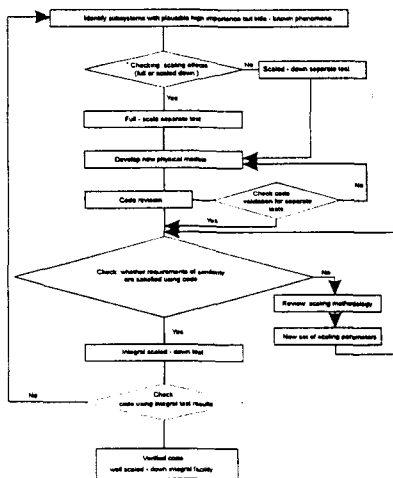 Identify subsystems with plausible high importance but little - known phenomena
Checking scaling effects
(full or scaled down)
No
Scaled - down separate test
Yes
Full - scale separate test
Develop new physical models
Code revision
Check code
validation for separate
tests
No
Yes
Check whether requirements of similarity
are satisfied using code
No
Review scaling methodology
New set of scaling parameters
Yes
Integral scaled - down test
No
Check
code using integral test results
Verified code
well scaled - down integral facility